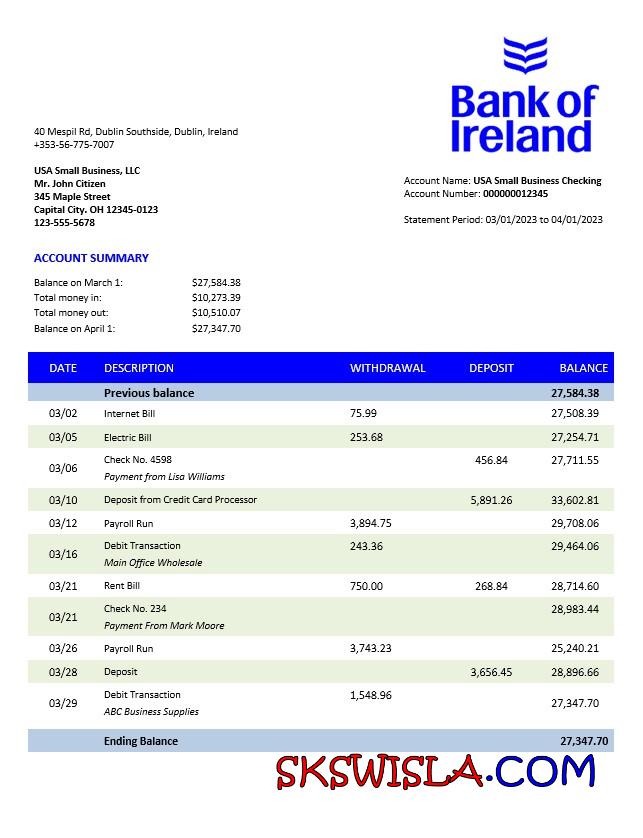 Bank of
Ireland
40 Mespil Rd, Dublin Southside, Dublin, Ireland
+353-56-775-7007
USA Small Business, LLC
Mr. John Citizen
345 Maple Street
Capital City. OH 12345-0123
123-555-5678
Account Name: USA Small Business Checking
Account Number: 000000012345
Statement Period: 03/01/2023 to 04/01/2023
ACCOUNT SUMMARY
Balance on March 1: $27,584.38
Total money in: $10,273.39
Total money out: $10,510.07
Balance on April 1: $27,347.70
DATE DESCRIPTION WITHDRAWAL DEPOSIT BALANCE
Previous balance 27,584.38
03/02 Internet Bill 75.99 27,508.39
03/05 Electric Bill 253.68 27,254.71
03/06 Check No. 4598 456.84 27,711.55
Payment from Lisa Williams
03/10 Deposit from Credit Card Processor 5,891.26 33,602.81
03/12 Payroll Run 3,894.75 29,708.06
03/16 Debit Transaction 243.36 29,464.06
Main Office Wholesale
03/21 Rent Bill 750.00 268.84 28,714.60
03/21 Check No. 234 28,983.44
Payment From Mark Moore
03/26 Payroll Run 3,743.23 25,240.21
03/28 Deposit 3,656.45 28,896.66
03/29 Debit Transaction 1,548.96 27,347.70
ABC Business Supplies
Ending Balance 27,347.70
SKSWISLA.COM